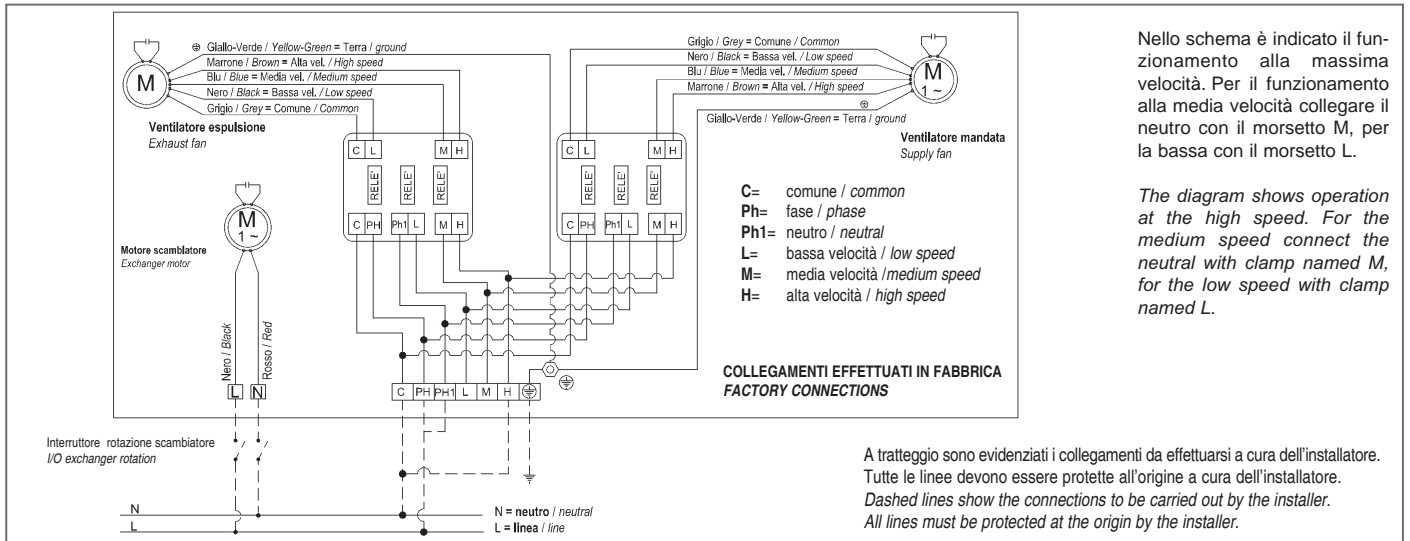 Giallo-Verde / Yellow-Green = Terra / ground
Marrone / Brown = Alta vel. / High speed
Blu / Blue = Media vel. / Medium speed
Nero / Black = Bassa vel. / Low speed
Grigio / Grey = Comune / Common
M
Ventilatore espulsione
Exhaust fan
Grigio / Grey = Comune / Common
Nero / Black = Bassa vel. / Low speed
Blu / Blue = Media vel. / Medium speed
Marrone / Brown = Alta vel. / High speed
Giallo-Verde / Yellow-Green = Terra / ground
M
1 ~
Ventilatore mandata
Supply fan
C L M H
RELE' RELE' RELE'
C PH Ph1 L M H
C L M H
RELE' RELE' RELE'
C PH Ph1 L M H
M
1 ~
Motore scambiatore
Exchanger motor
Nero / Black
Rosso / Red
L N
C= comune / common
Ph= fase / phase
Ph1= neutro / neutral
L= bassa velocità / low speed
M= media velocità /medium speed
H= alta velocità / high speed
C PH PH1 L M H
COLLEGAMENTI EFFETTUATI IN FABBRICA
FACTORY CONNECTIONS
Interruttore rotazione scambiatore
I/O exchanger rotation
N
L
N = neutro / neutral
L = linea / line
Nello schema è indicato il fun-
zionamento alla massima
velocità. Per il funzionamento
alla media velocità collegare il
neutro con il morsetto M, per
la bassa con il morsetto L.
The diagram shows operation
at the high speed. For the
medium speed connect the
neutral with clamp named M,
for the low speed with clamp
named L.
A tratteggio sono evidenziati i collegamenti da effettuarsi a cura dell'installatore.
Tutte le linee devono essere protette all'origine a cura dell'installatore.
Dashed lines show the connections to be carried out by the installer.
All lines must be protected at the origin by the installer.